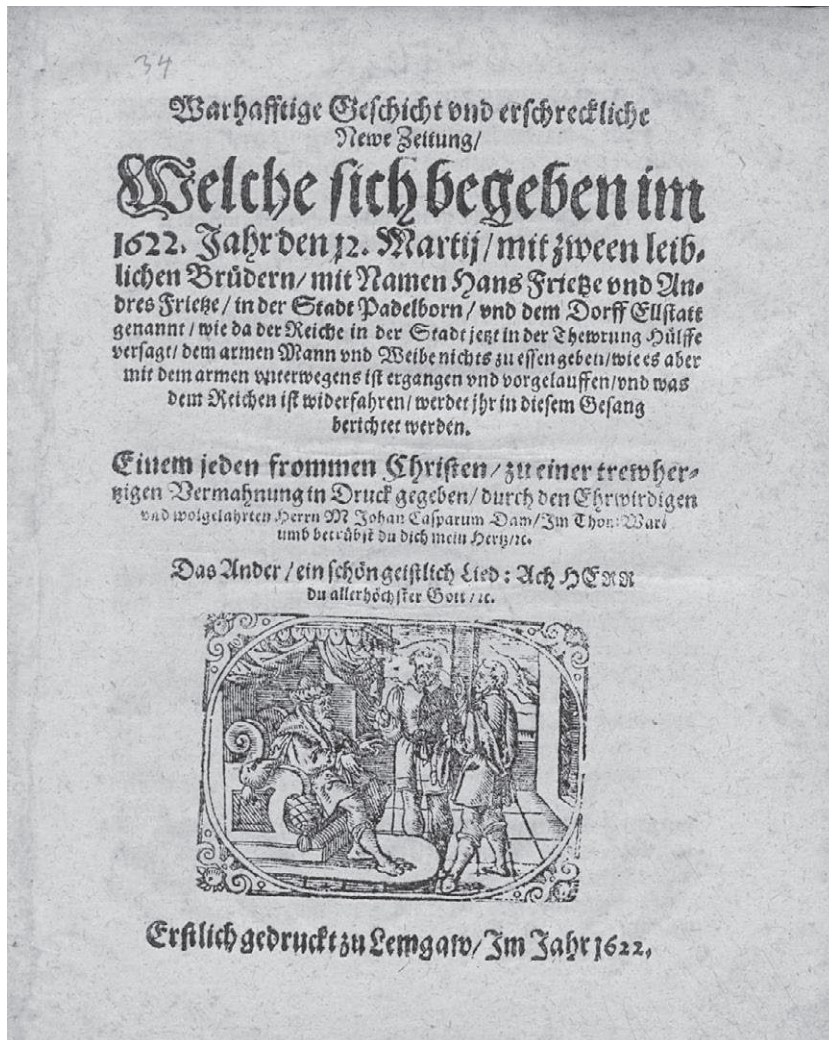 34
Warhafftige Geschicht vnd erschreckliche
Newe Zeitung/
Welche sich begeben im
1622. Jahr den 12. Martij/ mit zween leib-
lichen Brüdern/ mit Namen Hans Frietze vnd An-
dres Frietze/ in der Stadt Padelborn/ vnd dem Dorff Ellstatt
genannt/ wie da der Reiche in der Stadt jetzt in der Thewrung Hülffe
versagt/ dem armen Mann vnd Weibe nichts zu essen geben/ wie es aber
mit dem armen vnterwegens ist ergangen vnd vorgelauffen/ vnd was
dem Reichen ist widerfahren/ werdet jhr in diesem Gesang
berichtet werden.
Einem jeden frommen Christen/ zu einer trewher-
tzigen Vermahnung in Druck gegeben/ durch den Ehrwirdigen
vnd wolgelahrten Herrn M Johan Casparum Dam/ Im Thon: War-
umb betrübst du dich mein Hertz/ ꝛc.
Das Ander/ ein schön geistlich Lied: Ach HERR
du allerhöchster Gott/ ꝛc.
Erstlich gedruckt zu Lemgaw/ Im Jahr 1622.